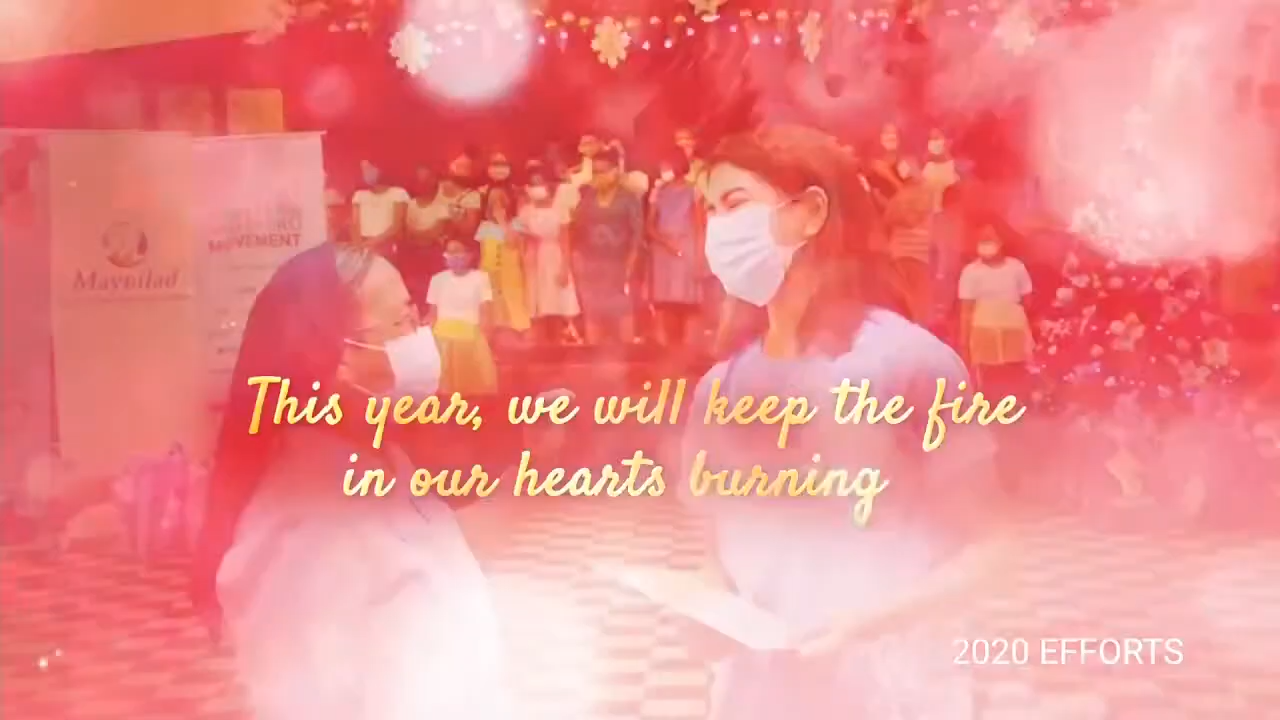 MOVEMENT
Maynilad
This year, we will keep the fire
in our hearts burning
2020 EFFORTS